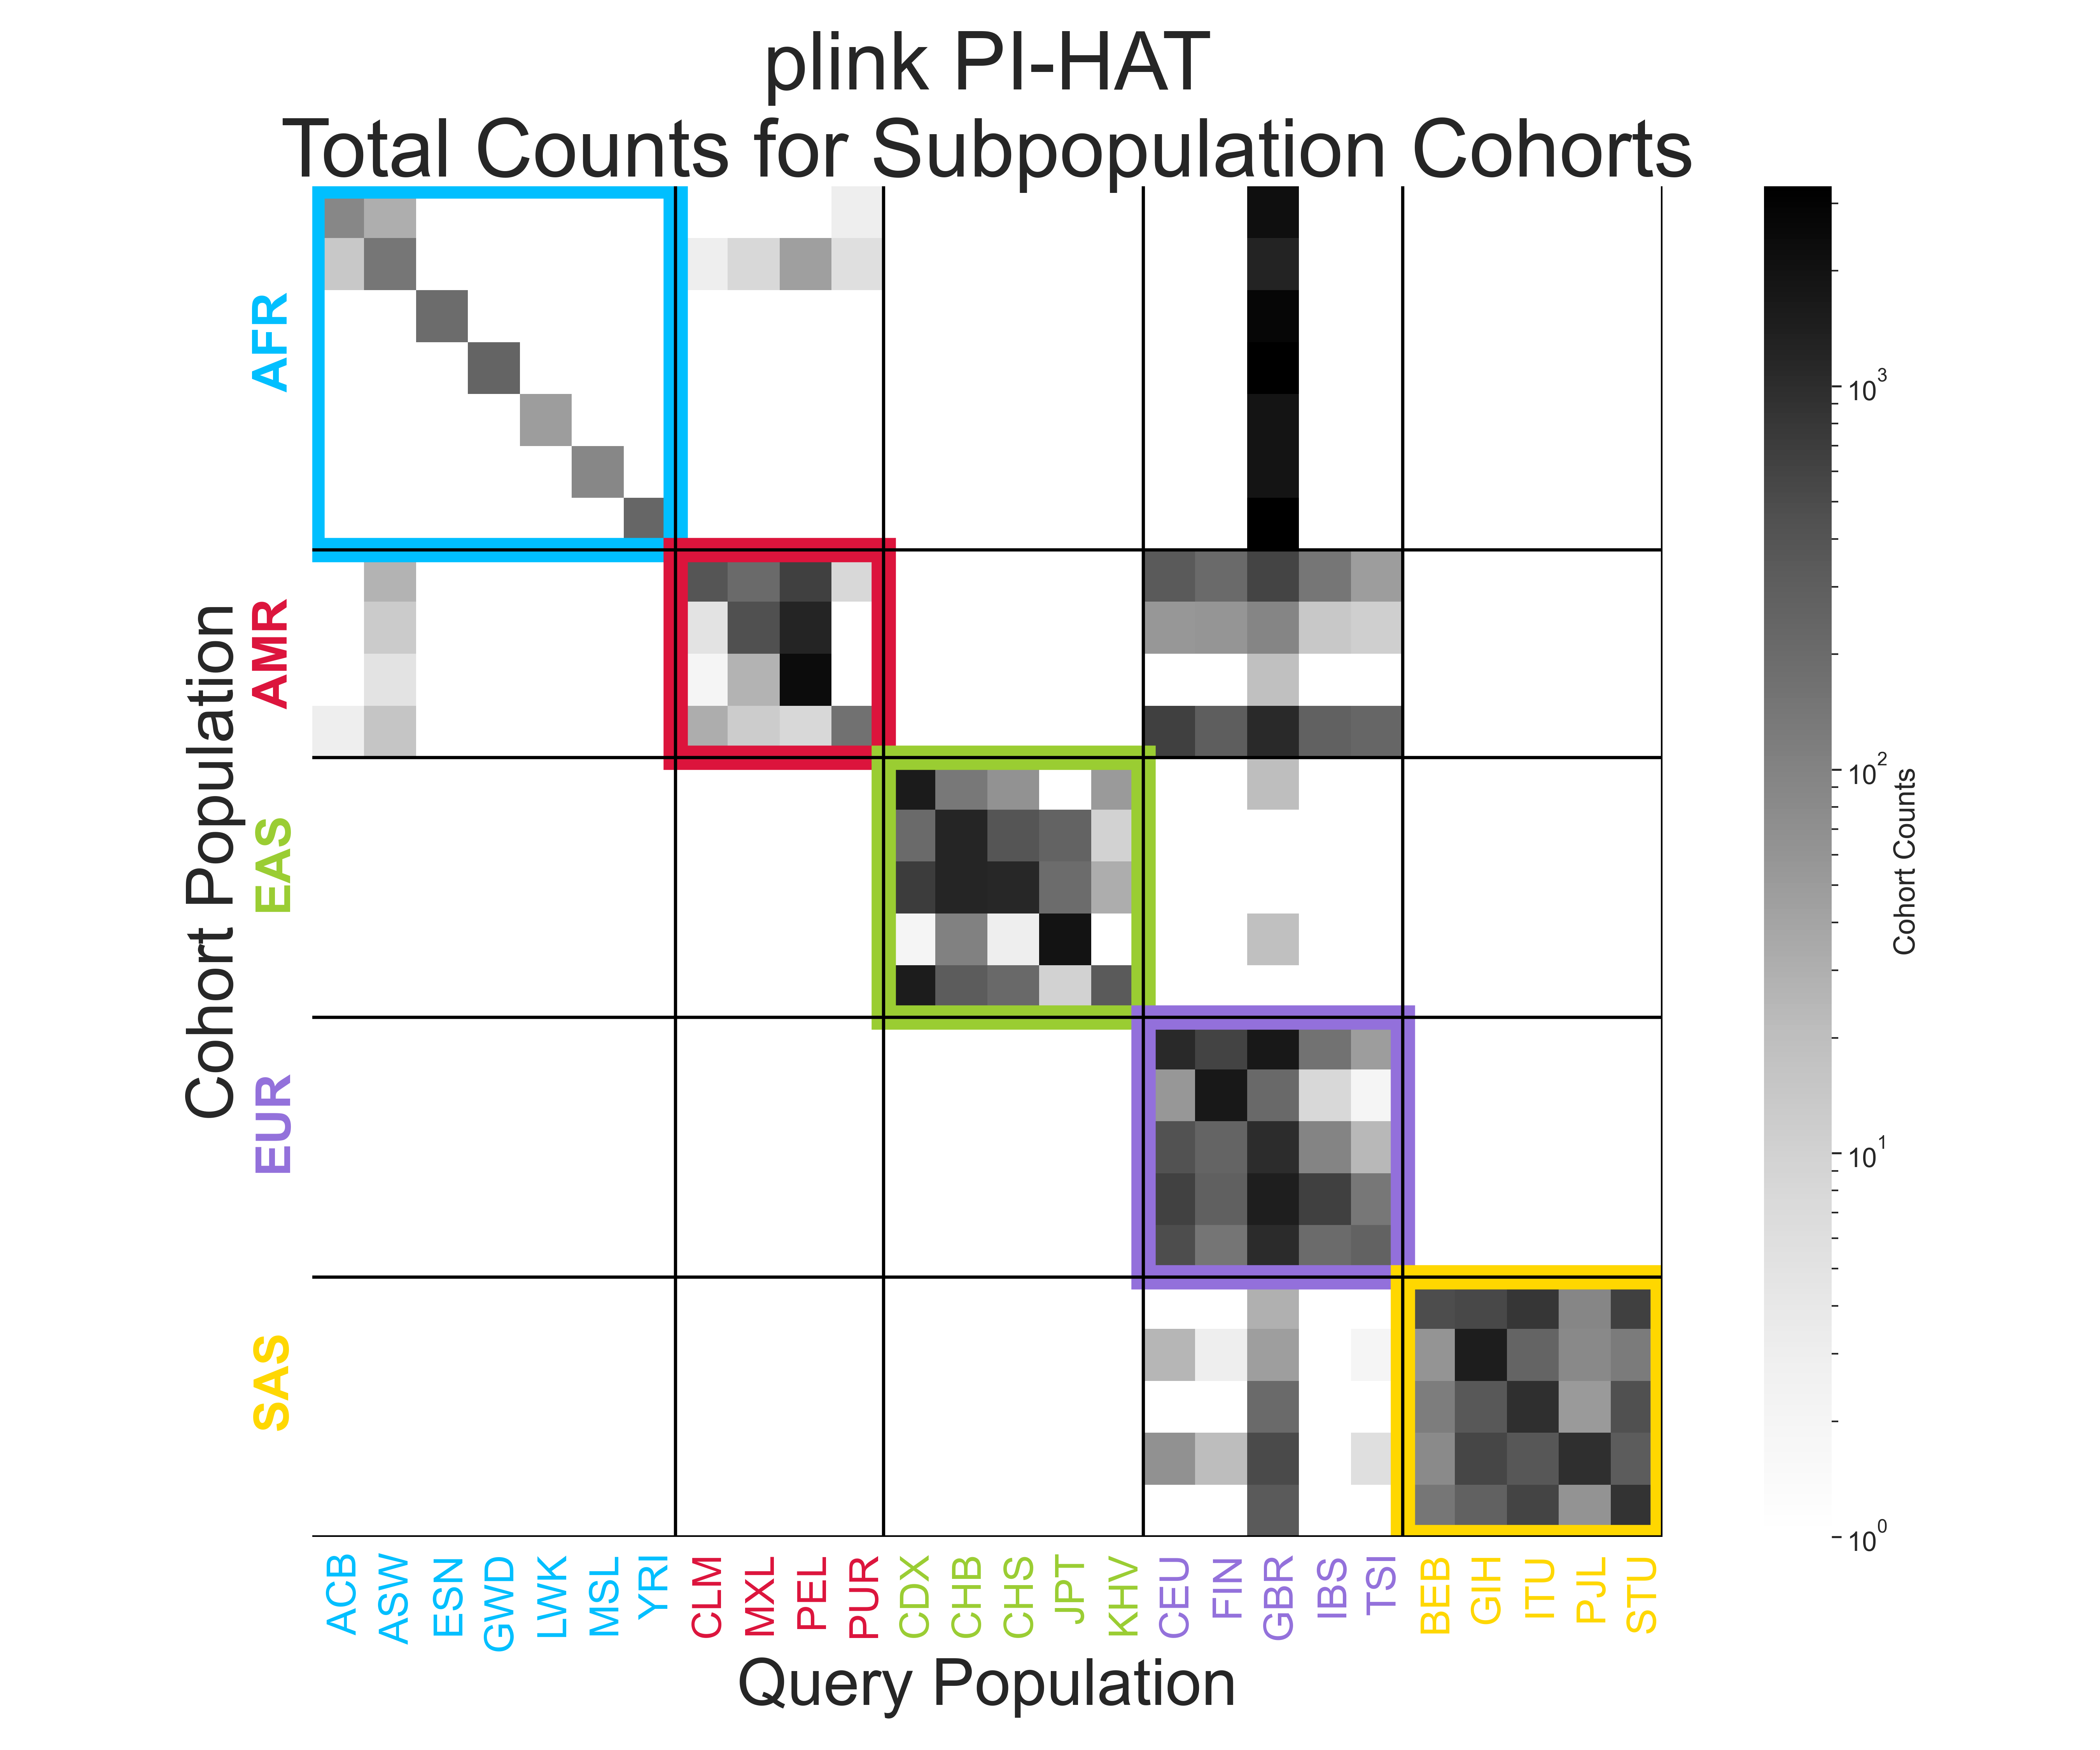 plink PI-HAT
Total Counts for Subpopulation Cohorts
Cohort Population
AFR
AMR
EAS
EUR
SAS
ACB
ASW
ESN
GWD
LWK
MSL
YRI
CLM
MXL
PEL
PUR
CDX
CHB
CHS
JPT
KHV
CEU
FIN
GBR
IBS
TSI
BEB
GIH
ITU
PJL
STU
Query Population
10³
10²
10¹
10⁰
Cohort Counts